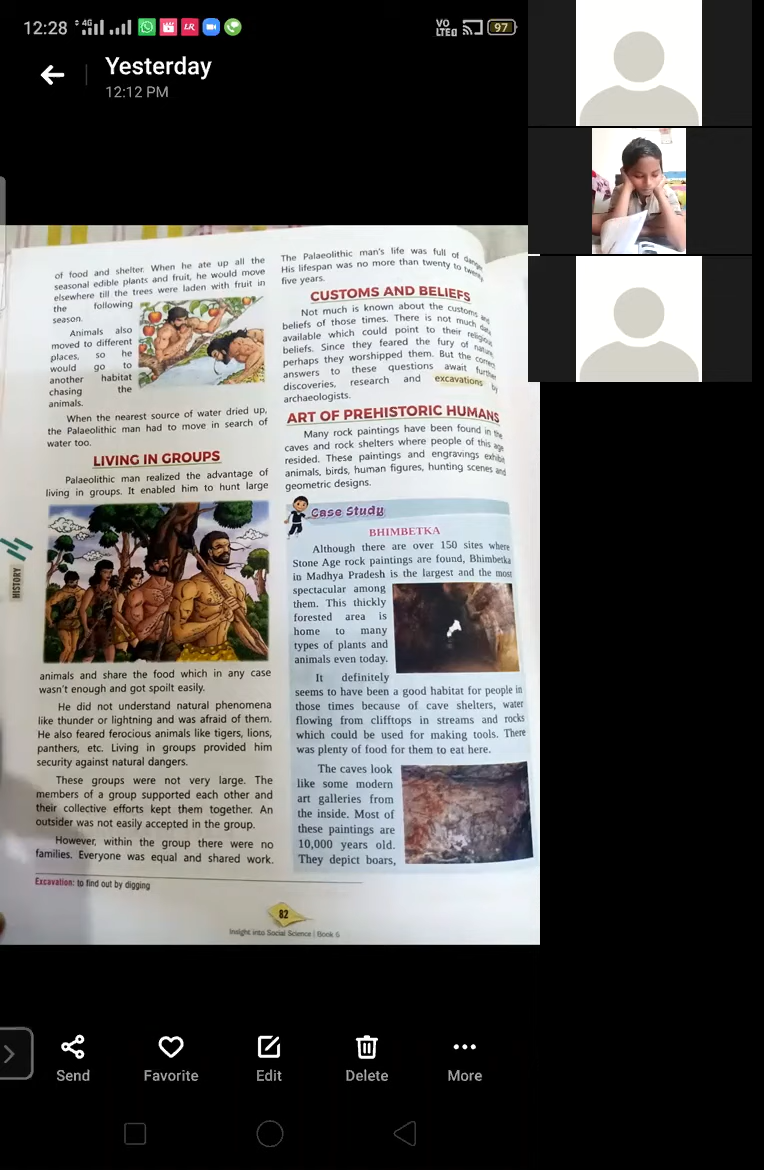 12:28
4G
LR
VO
LTE
97
Yesterday
12:12 PM
of food and shelter. When he ate up all the
seasonal edible plants and fruit, he would move
elsewhere till the trees were laden with fruit in
the following
season.
Animals also
moved to different
places, so he
would go to
another habitat
chasing the
animals.
When the nearest source of water dried up,
the Palaeolithic man had to move in search of
water too.
LIVING IN GROUPS
Palaeolithic man realized the advantage of
living in groups. It enabled him to hunt large
HISTORY
animals and share the food which in any case
wasn't enough and got spoilt easily.
He did not understand natural phenomena
like thunder or lightning and was afraid of them.
He also feared ferocious animals like tigers, lions,
panthers, etc. Living in groups provided him
security against natural dangers.
These groups were not very large. The
members of a group supported each other and
their collective efforts kept them together. An
outsider was not easily accepted in the group.
However, within the group there were no
families. Everyone was equal and shared work.
The Palaeolithic man's life was full of
His lifespan was no more than twenty to twenty
five years.
CUSTOMS AND BELIEFS
Not much is known about the customs and
beliefs of those times. There is not much data
available which could point to their religious
beliefs. Since they feared the fury of nature,
perhaps they worshipped them. But the correct
answers to these questions await further
discoveries, research and excavations by
archaeologists.
ART OF PREHISTORIC HUMANS
Many rock paintings have been found in the
caves and rock shelters where people of this age
resided. These paintings and engravings exhibit
animals, birds, human figures, hunting scenes and
geometric designs.
Case Study
BHIMBETKA
Although there are over 150 sites where
Stone Age rock paintings are found, Bhimbetka
in Madhya Pradesh is the largest and the most
spectacular among
them. This thickly
forested area is
home to many
types of plants and
animals even today.
It definitely
seems to have been a good habitat for people in
those times because of cave shelters, water
flowing from clifftops in streams and rocks
which could be used for making tools. There
was plenty of food for them to eat here.
The caves look
like some modern
art galleries from
the inside. Most of
these paintings are
10,000 years old.
They depict boars,
Excavation: to find out by digging
82
Insight into Social Science | Book 6
Send
Favorite
Edit
Delete
More